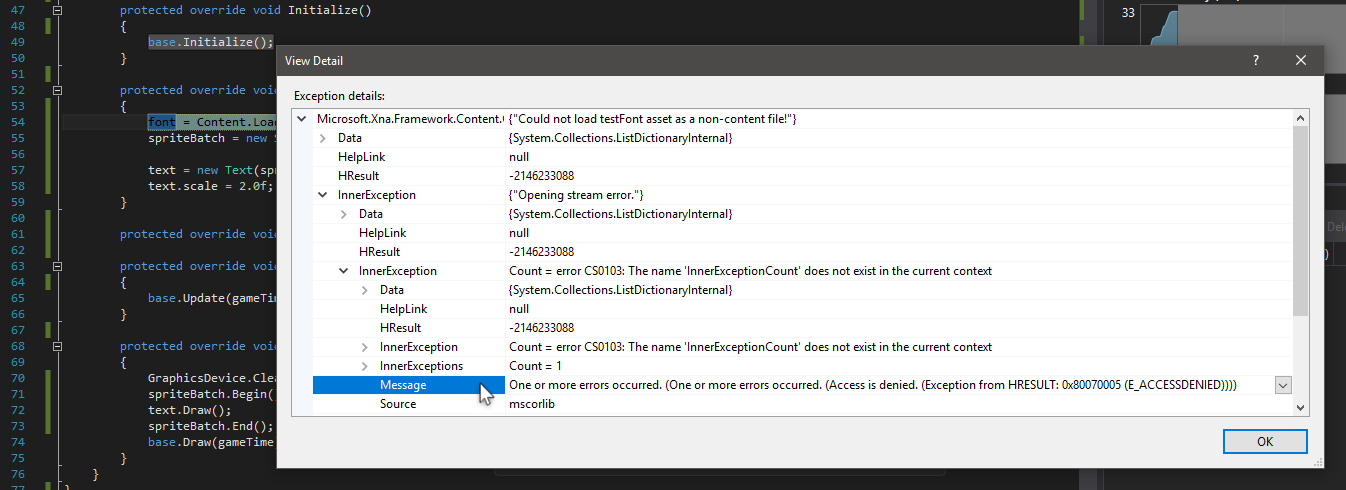 47 protected override void Initialize()
48 {
49 base.Initialize();
50 }
51
52 protected override void
53 {
54 font = Content.Loa
55 spriteBatch = new
56
57 text = new Text(sp
58 text.scale = 2.0f;
59 }
60
61 protected override voi
62
63 protected override voi
64 {
65 base.Update(gameTim
66 }
67
68 protected override voi
69 {
70 GraphicsDevice.Clea
71 spriteBatch.Begin(
72 text.Draw();
73 spriteBatch.End();
74 base.Draw(gameTime
75 }
76 }
77 }
33
View Detail
?
Exception details:
Microsoft.Xna.Framework.Content.C {"Could not load testFont asset as a non-content file!"}
Data {System.Collections.ListDictionaryInternal}
HelpLink null
HResult -2146233088
InnerException {"Opening stream error."}
Data {System.Collections.ListDictionaryInternal}
HelpLink null
HResult -2146233088
InnerException Count = error CS0103: The name 'InnerExceptionCount' does not exist in the current context
Data {System.Collections.ListDictionaryInternal}
HelpLink null
HResult -2146233088
InnerException Count = error CS0103: The name 'InnerExceptionCount' does not exist in the current context
InnerExceptions Count = 1
Message One or more errors occurred. (One or more errors occurred. (Access is denied. (Exception from HRESULT: 0x80070005 (E_ACCESSDENIED))))
Source mscorlib
OK
Dele
)